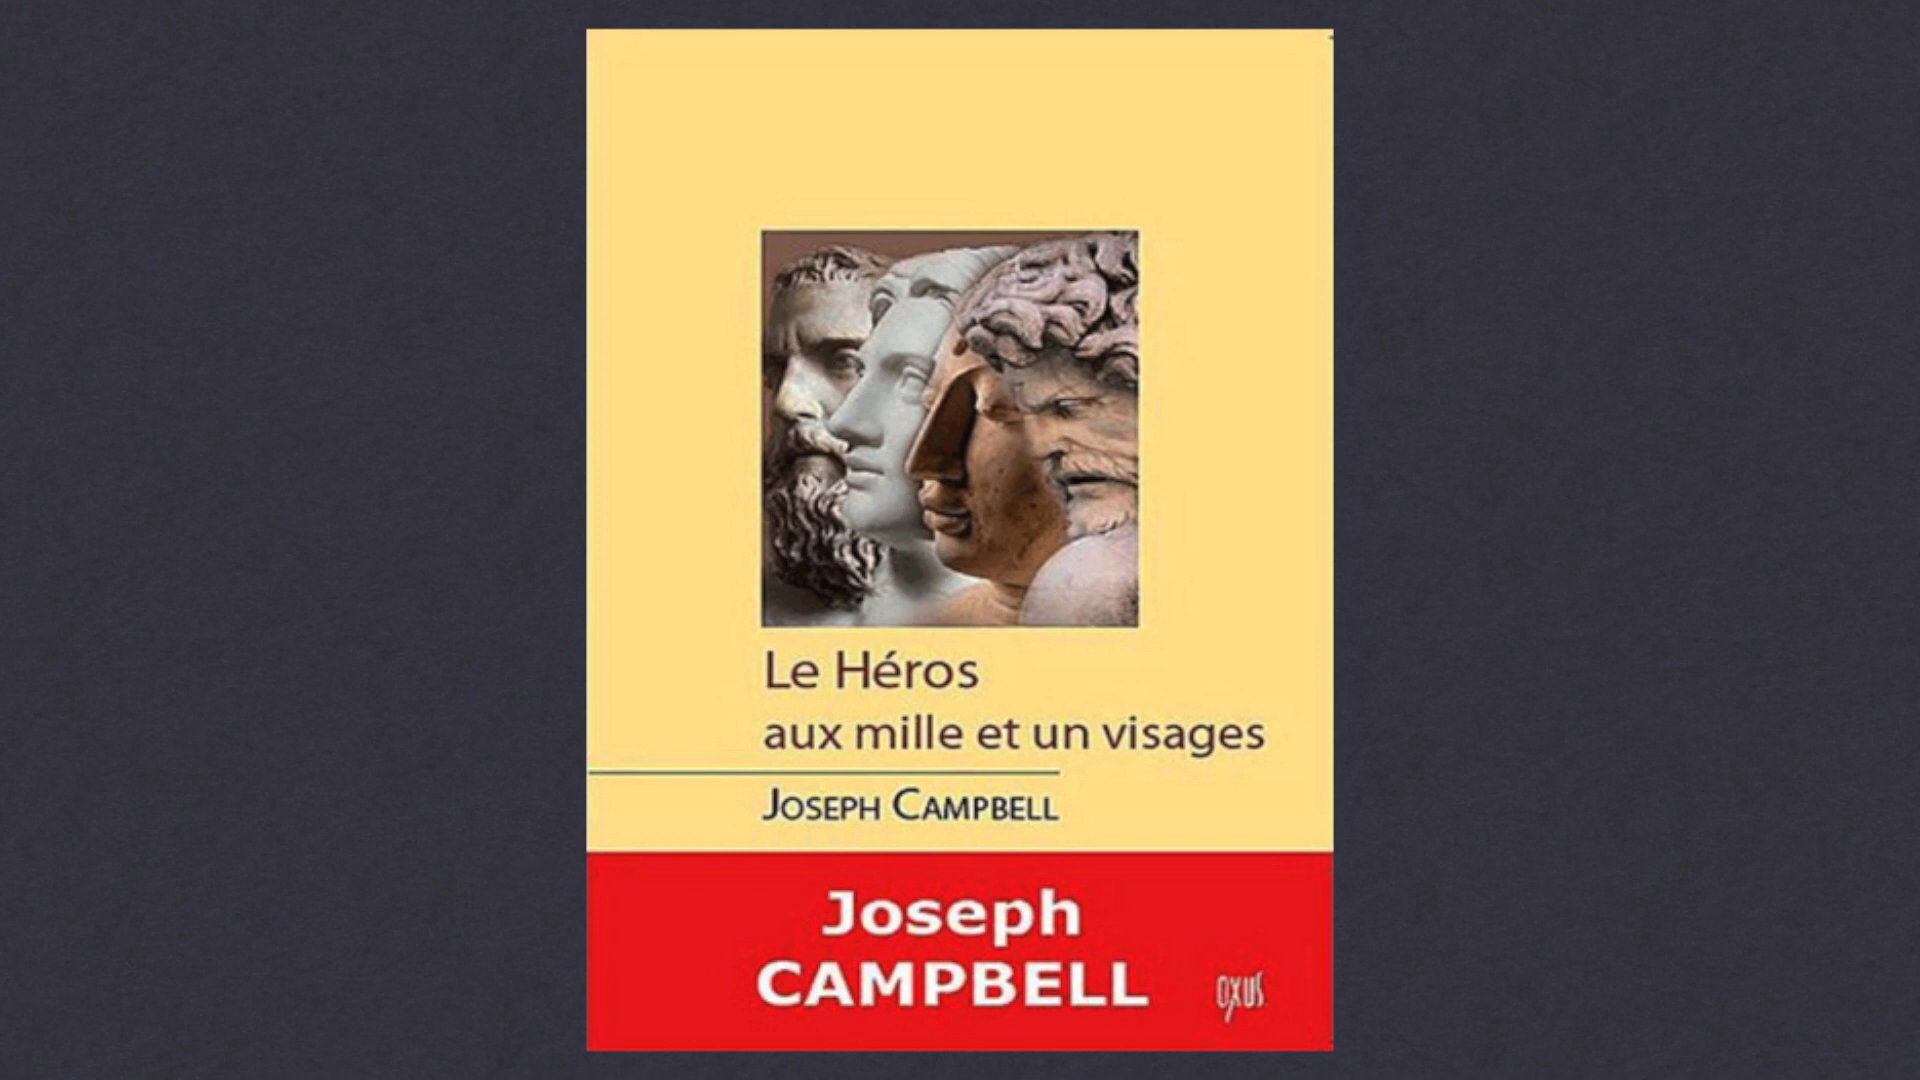 Le Héros
aux mille et un visages
JOSEPH CAMPBELL
Joseph
CAMPBELL
OXUS